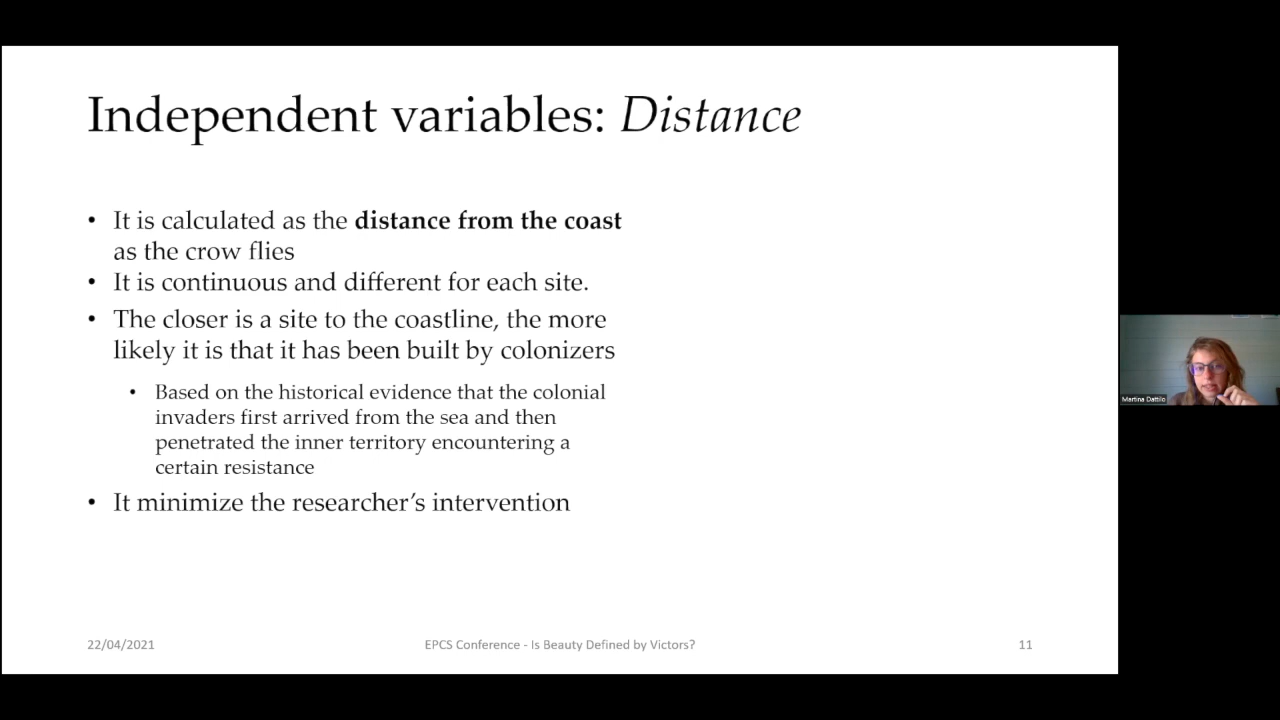 Independent variables: Distance
• It is calculated as the distance from the coast
as the crow flies
• It is continuous and different for each site.
• The closer is a site to the coastline, the more
likely it is that it has been built by colonizers
• Based on the historical evidence that the colonial
invaders first arrived from the sea and then
penetrated the inner territory encountering a
certain resistance
• It minimize the researcher’s intervention
22/04/2021
EPCS Conference - Is Beauty Defined by Victors?
11
Martina Dattilo